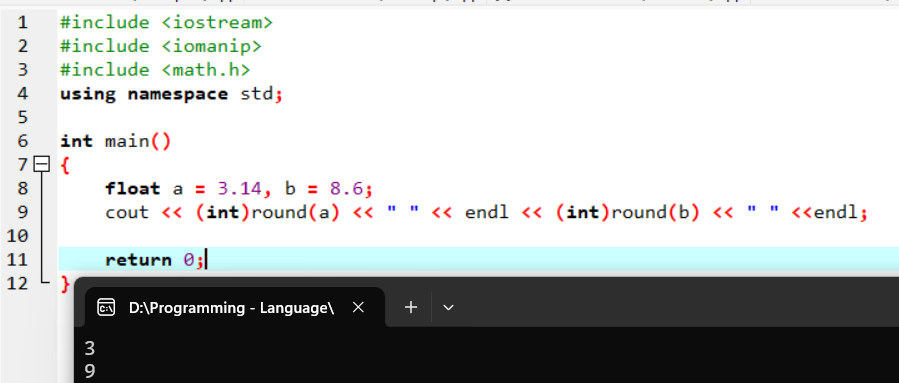 1 #include <iostream>
2 #include <iomanip>
3 #include <math.h>
4 using namespace std;
5
6 int main()
7 {
8 float a = 3.14, b = 8.6;
9 cout << (int)round(a) << " " << endl << (int)round(b) << " " <<endl;
10
11 return 0;
12 }
D:\Programming - Language\
3
9